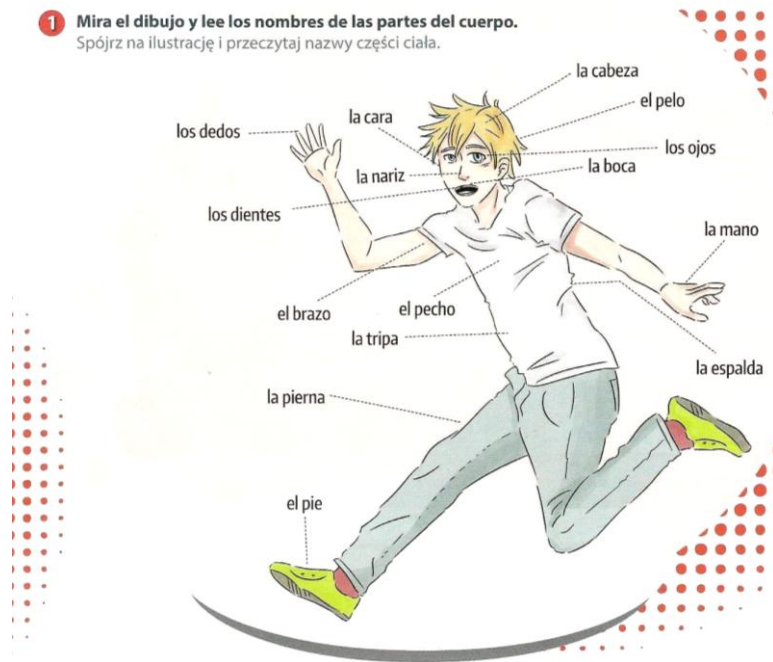 1 Mira el dibujo y lee los nombres de las partes del cuerpo.
Spójrz na ilustrację i przeczytaj nazwy części ciała.
la cabeza
el pelo
la cara
los dedos
los ojos
la boca
la nariz
los dientes
la mano
el brazo
el pecho
la tripa
la espalda
la pierna
el pie